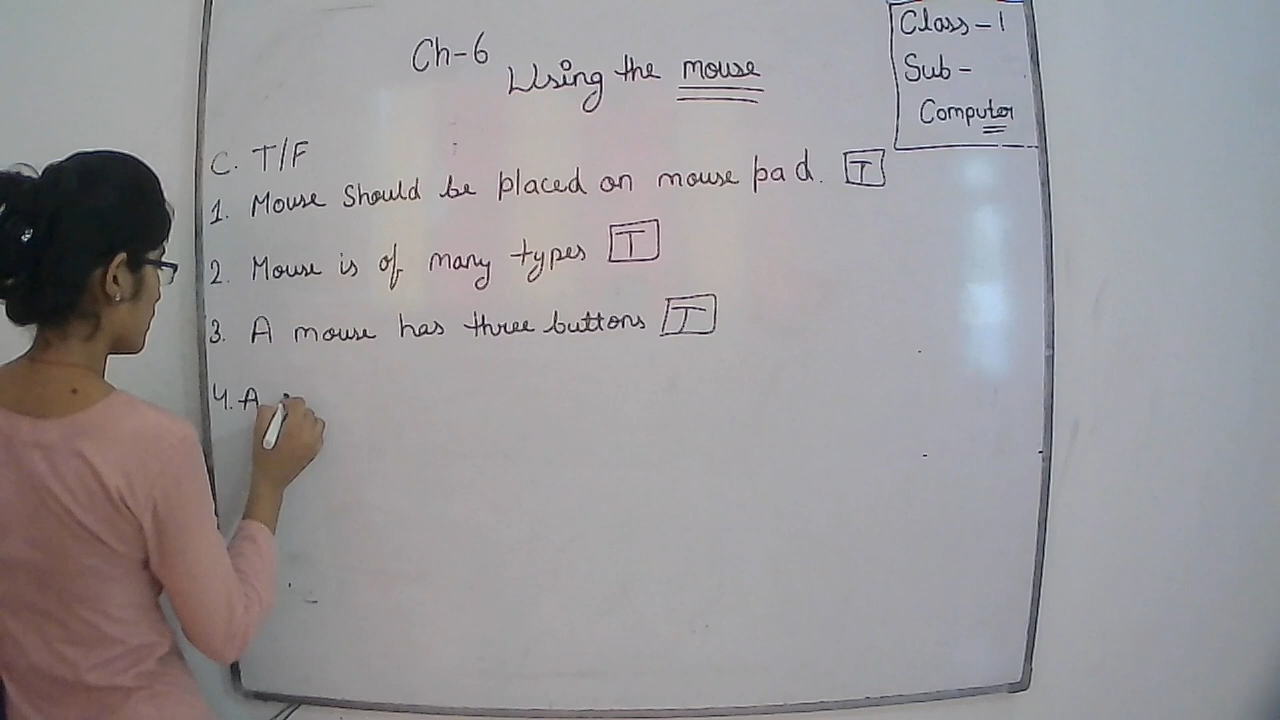 Class-1
Sub-
Computer
Ch-6
Using the mouse
C. T/F
1. Mouse Should be placed on mouse pad. T
2. Mouse is of many types T
3. A mouse has three buttons T
4. A